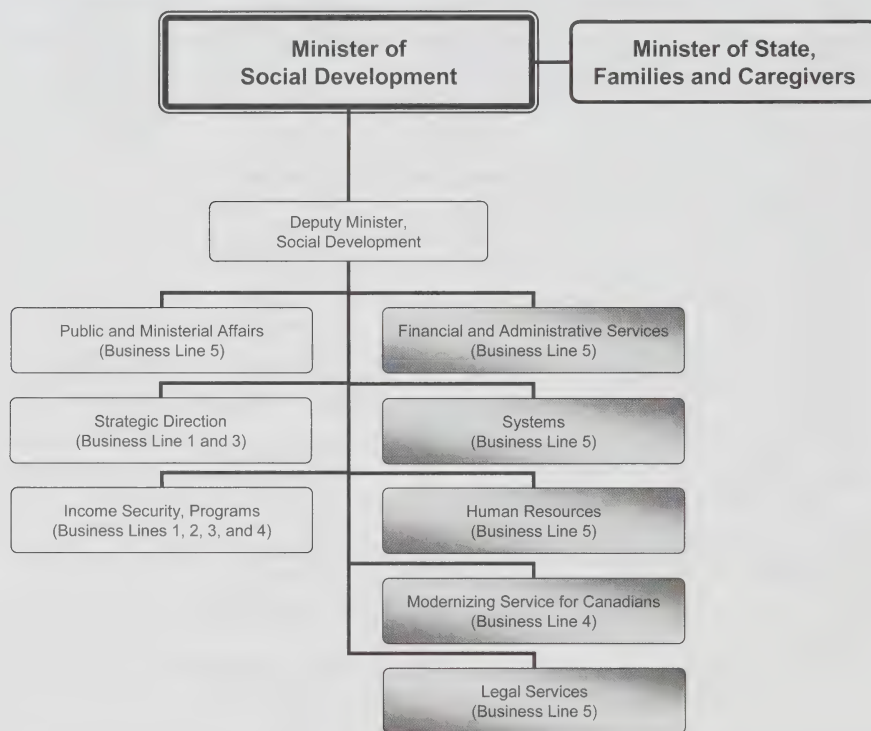 Minister of
Social Development
Minister of State,
Families and Caregivers
Deputy Minister,
Social Development
Public and Ministerial Affairs
(Business Line 5)
Financial and Administrative Services
(Business Line 5)
Strategic Direction
(Business Line 1 and 3)
Systems
(Business Line 5)
Income Security, Programs
(Business Lines 1, 2, 3, and 4)
Human Resources
(Business Line 5)
Modernizing Service for Canadians
(Business Line 4)
Legal Services
(Business Line 5)